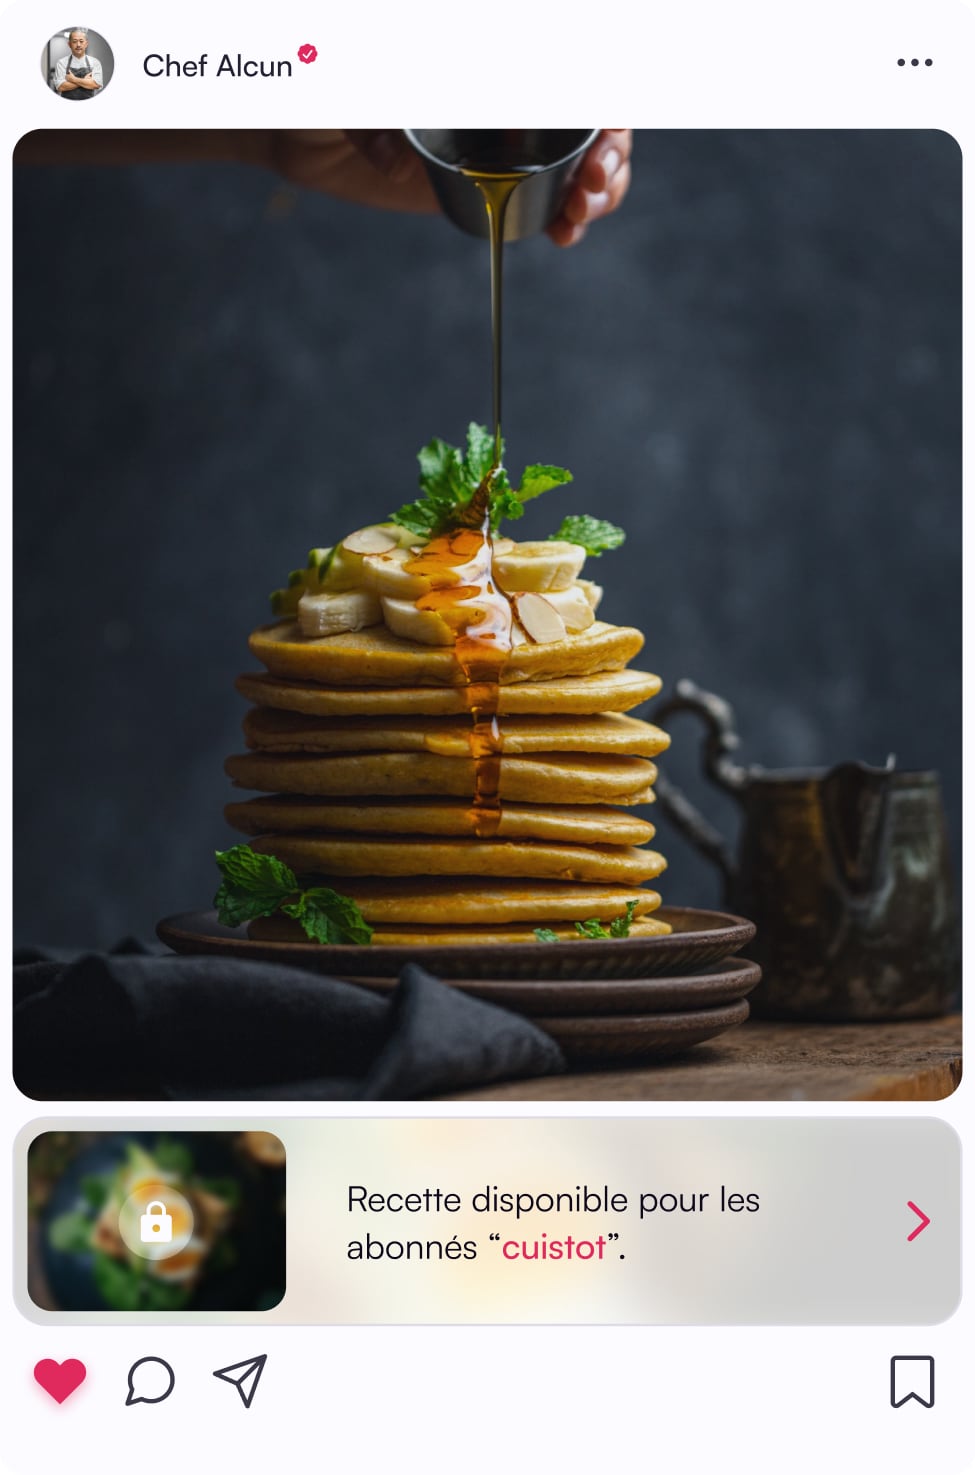 Chef Alcun
Recette disponible pour les
abonnés “cuistot”.